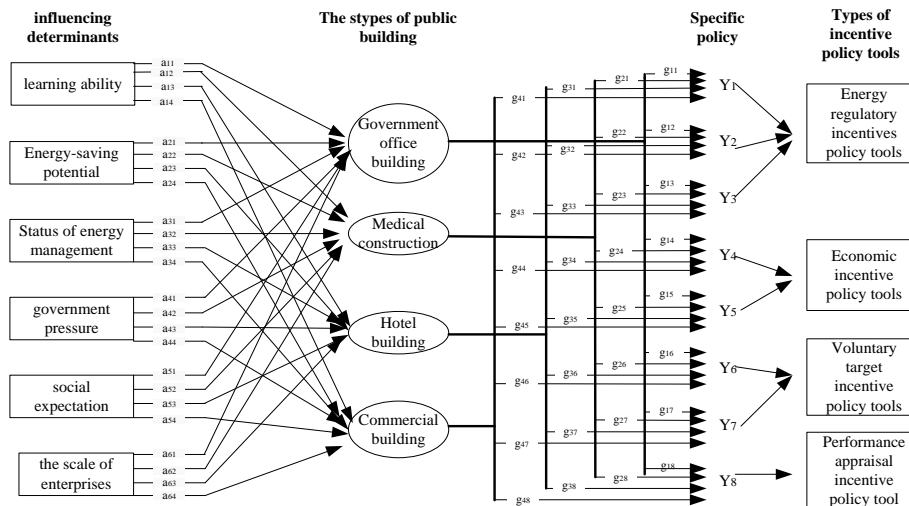 influencing
determinants
The stypes of public
building
Specific
policy
Types of
incentive
policy tools
learning ability
a11
a12
a13
a14
Energy-saving
potential
a21
a22
a23
a24
Status of energy
management
a31
a32
a33
a34
government
pressure
a41
a42
a43
a44
social
expectation
a51
a52
a53
a54
the scale of
enterprises
a61
a62
a63
a64
Government
office
building
Medical
construction
Hotel
building
Commercial
building
g11
g21
g31
g41
g12
g22
g32
g42
g13
g23
g33
g43
g14
g24
g34
g44
g15
g25
g35
g45
g16
g26
g36
g46
g17
g27
g37
g47
g18
g28
g38
g48
Y1
Y2
Y3
Y4
Y5
Y6
Y7
Y8
Energy
regulatory
incentives
policy tools
Economic
incentive
policy tools
Voluntary
target
incentive
policy tools
Performance
appraisal
incentive
policy tool